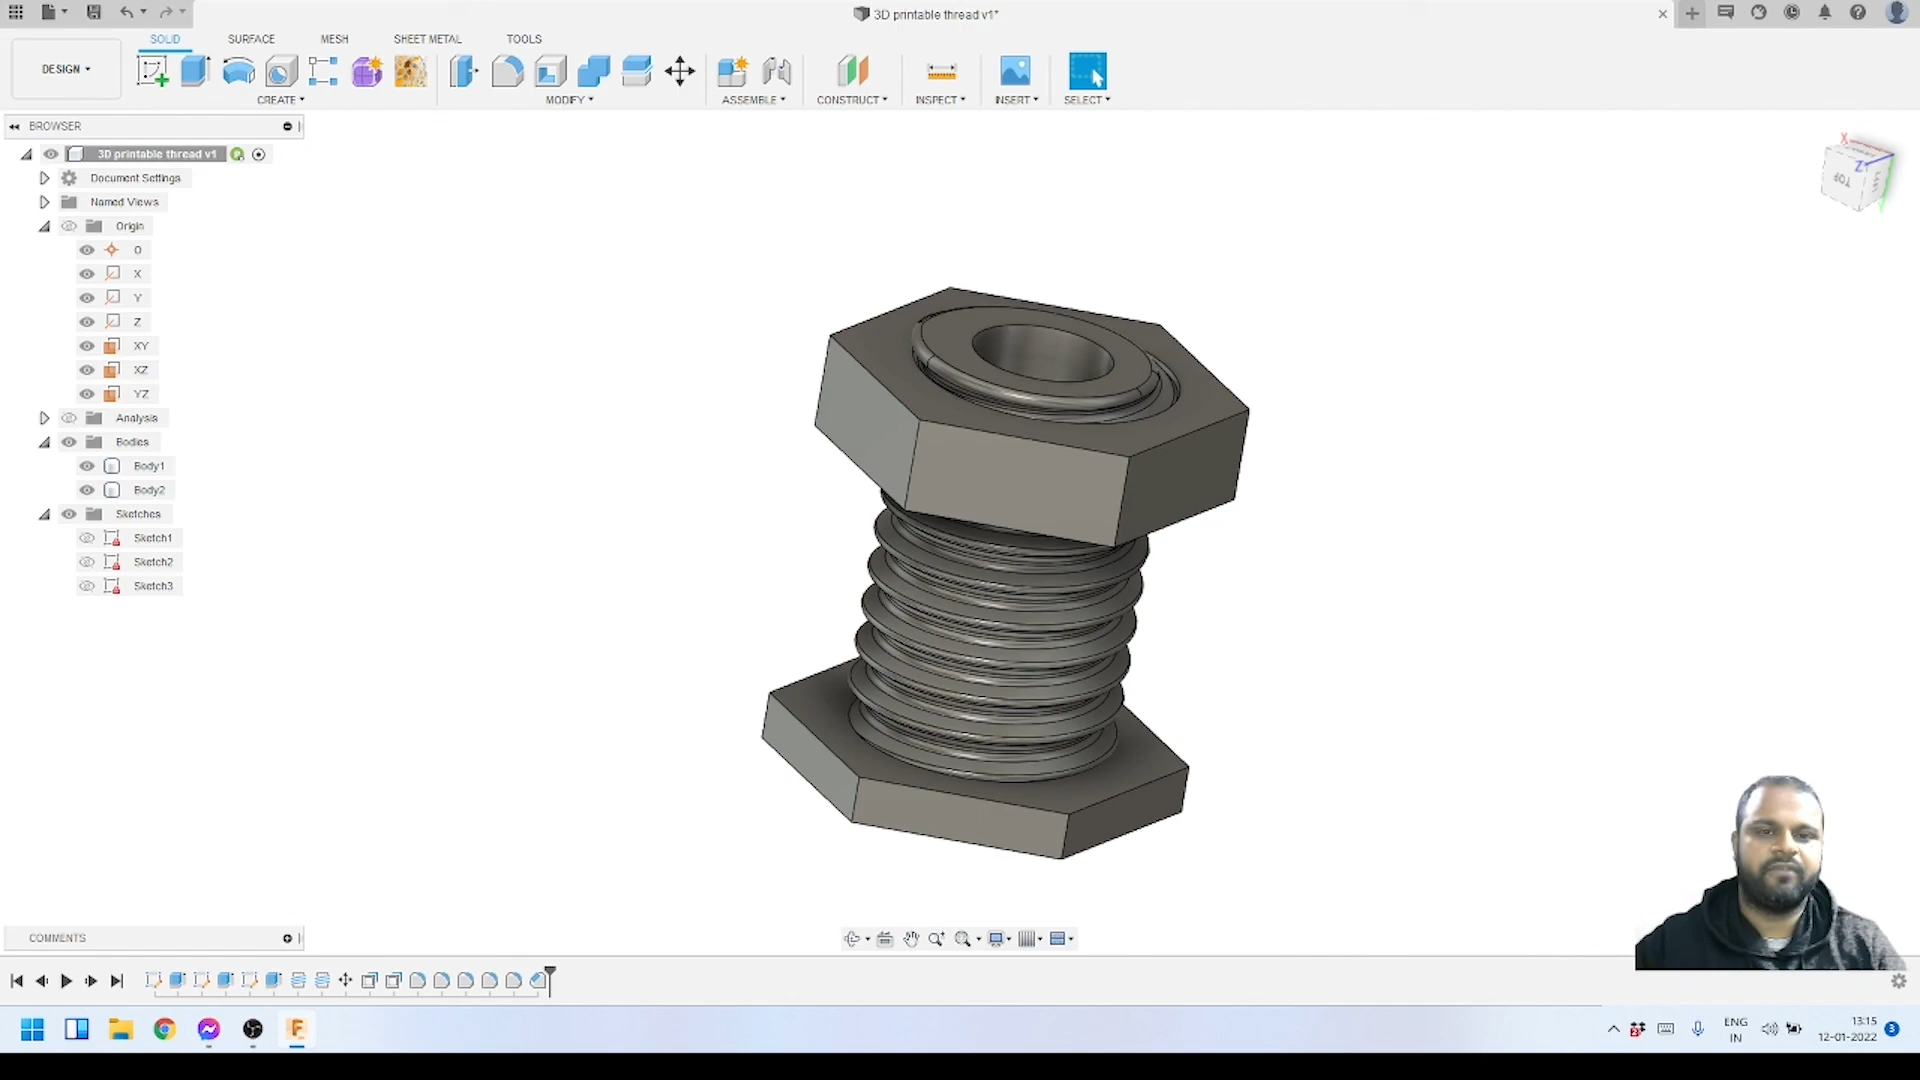 3D printable thread v1*
SOLID
SURFACE
MESH
SHEET METAL
TOOLS
DESIGN
CREATE
MODIFY
ASSEMBLE
CONSTRUCT
INSPECT
INSERT
SELECT
BROWSER
3D printable thread v1
Document Settings
Named Views
Origin
O
X
Y
Z
XY
XZ
YZ
Analysis
Bodies
Body1
Body2
Sketches
Sketch1
Sketch2
Sketch3
X
Z
TOP
Y
COMMENTS
ENG
IN
13:15
12-01-2022
3